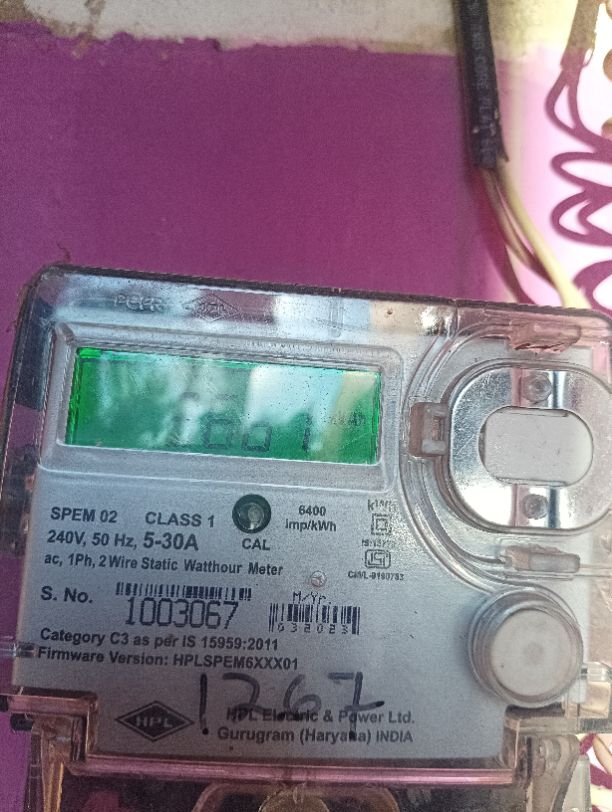 SPEM 02 CLASS 1
6400
imp/kWh
kWh
240V, 50 Hz, 5-30A
CAL
ac, 1Ph, 2 Wire Static Watthour Meter
S. No.
1003067
M/Yr
032023
Category C3 as per IS 15959:2011
Firmware Version: HPLSPEM6XXX01
1267
HPL
HPL Electric & Power Ltd.
Gurugram (Haryana) INDIA